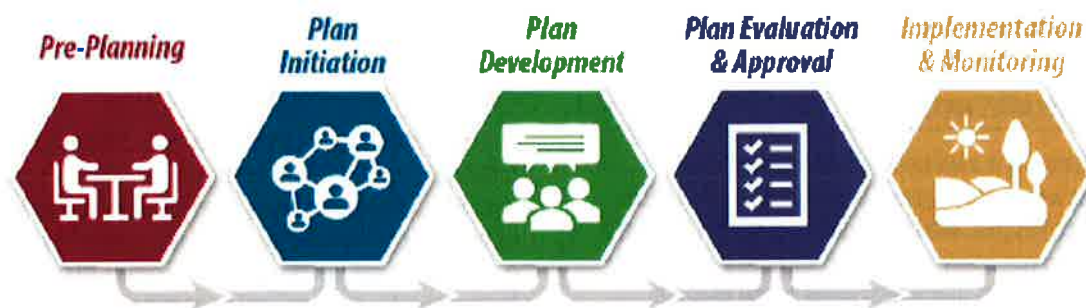 Pre-Planning
Plan
Initiation
Plan
Development
Plan Evaluation
& Approval
Implementation
& Monitoring